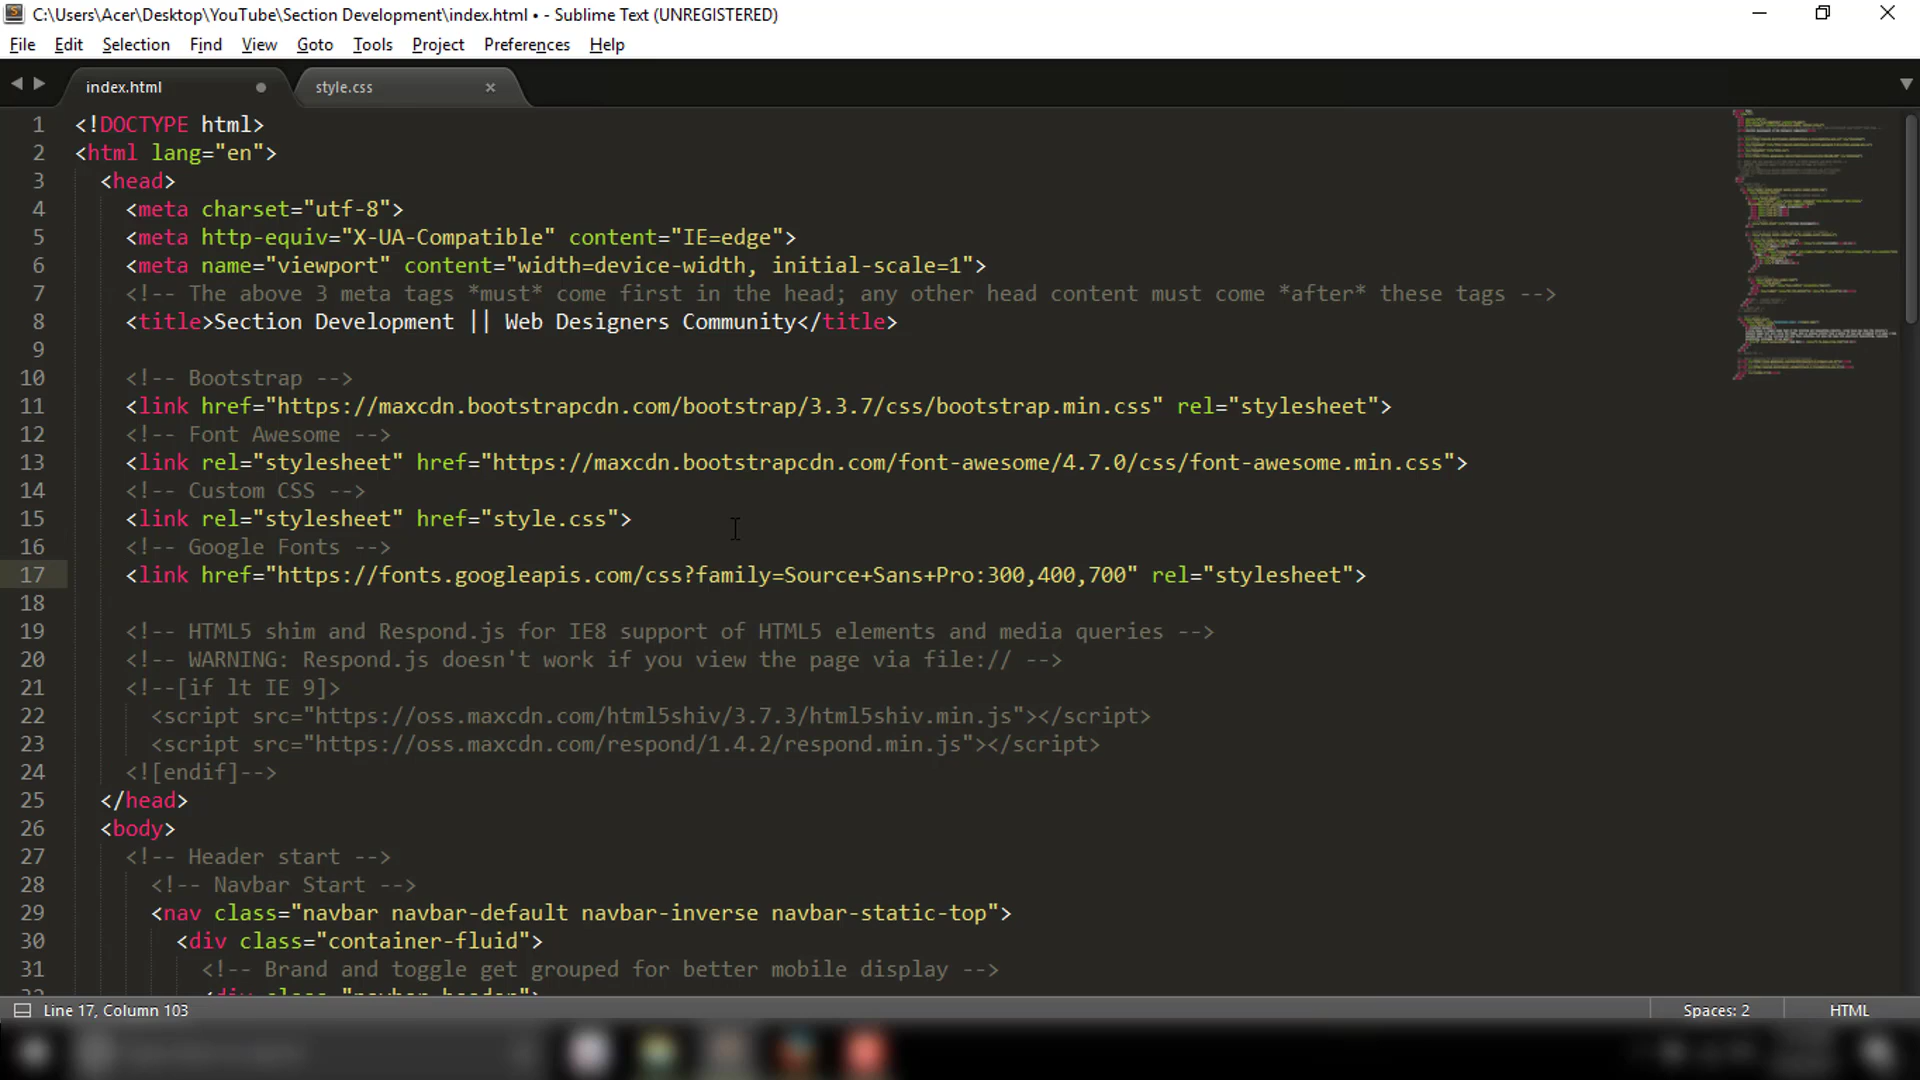 C:\Users\Acer\Desktop\YouTube\Section Development\index.html • - Sublime Text (UNREGISTERED)
File Edit Selection Find View Goto Tools Project Preferences Help
index.html style.css
1 <!DOCTYPE html>
2 <html lang="en">
3 <head>
4 <meta charset="utf-8">
5 <meta http-equiv="X-UA-Compatible" content="IE=edge">
6 <meta name="viewport" content="width=device-width, initial-scale=1">
7 <!-- The above 3 meta tags *must* come first in the head; any other head content must come *after* these tags -->
8 <title>Section Development || Web Designers Community</title>
9
10 <!-- Bootstrap -->
11 <link href="https://maxcdn.bootstrapcdn.com/bootstrap/3.3.7/css/bootstrap.min.css" rel="stylesheet">
12 <!-- Font Awesome -->
13 <link rel="stylesheet" href="https://maxcdn.bootstrapcdn.com/font-awesome/4.7.0/css/font-awesome.min.css">
14 <!-- Custom CSS -->
15 <link rel="stylesheet" href="style.css">
16 <!-- Google Fonts -->
17 <link href="https://fonts.googleapis.com/css?family=Source+Sans+Pro:300,400,700" rel="stylesheet">
18
19 <!-- HTML5 shim and Respond.js for IE8 support of HTML5 elements and media queries -->
20 <!-- WARNING: Respond.js doesn't work if you view the page via file:// -->
21 <!--[if lt IE 9]>
22 <script src="https://oss.maxcdn.com/html5shiv/3.7.3/html5shiv.min.js"></script>
23 <script src="https://oss.maxcdn.com/respond/1.4.2/respond.min.js"></script>
24 <![endif]-->
25 </head>
26 <body>
27 <!-- Header start -->
28 <!-- Navbar Start -->
29 <nav class="navbar navbar-default navbar-inverse navbar-static-top">
30 <div class="container-fluid">
31 <!-- Brand and toggle get grouped for better mobile display -->
32 <div class="navbar-header">
Line 17, Column 103 Spaces: 2 HTML